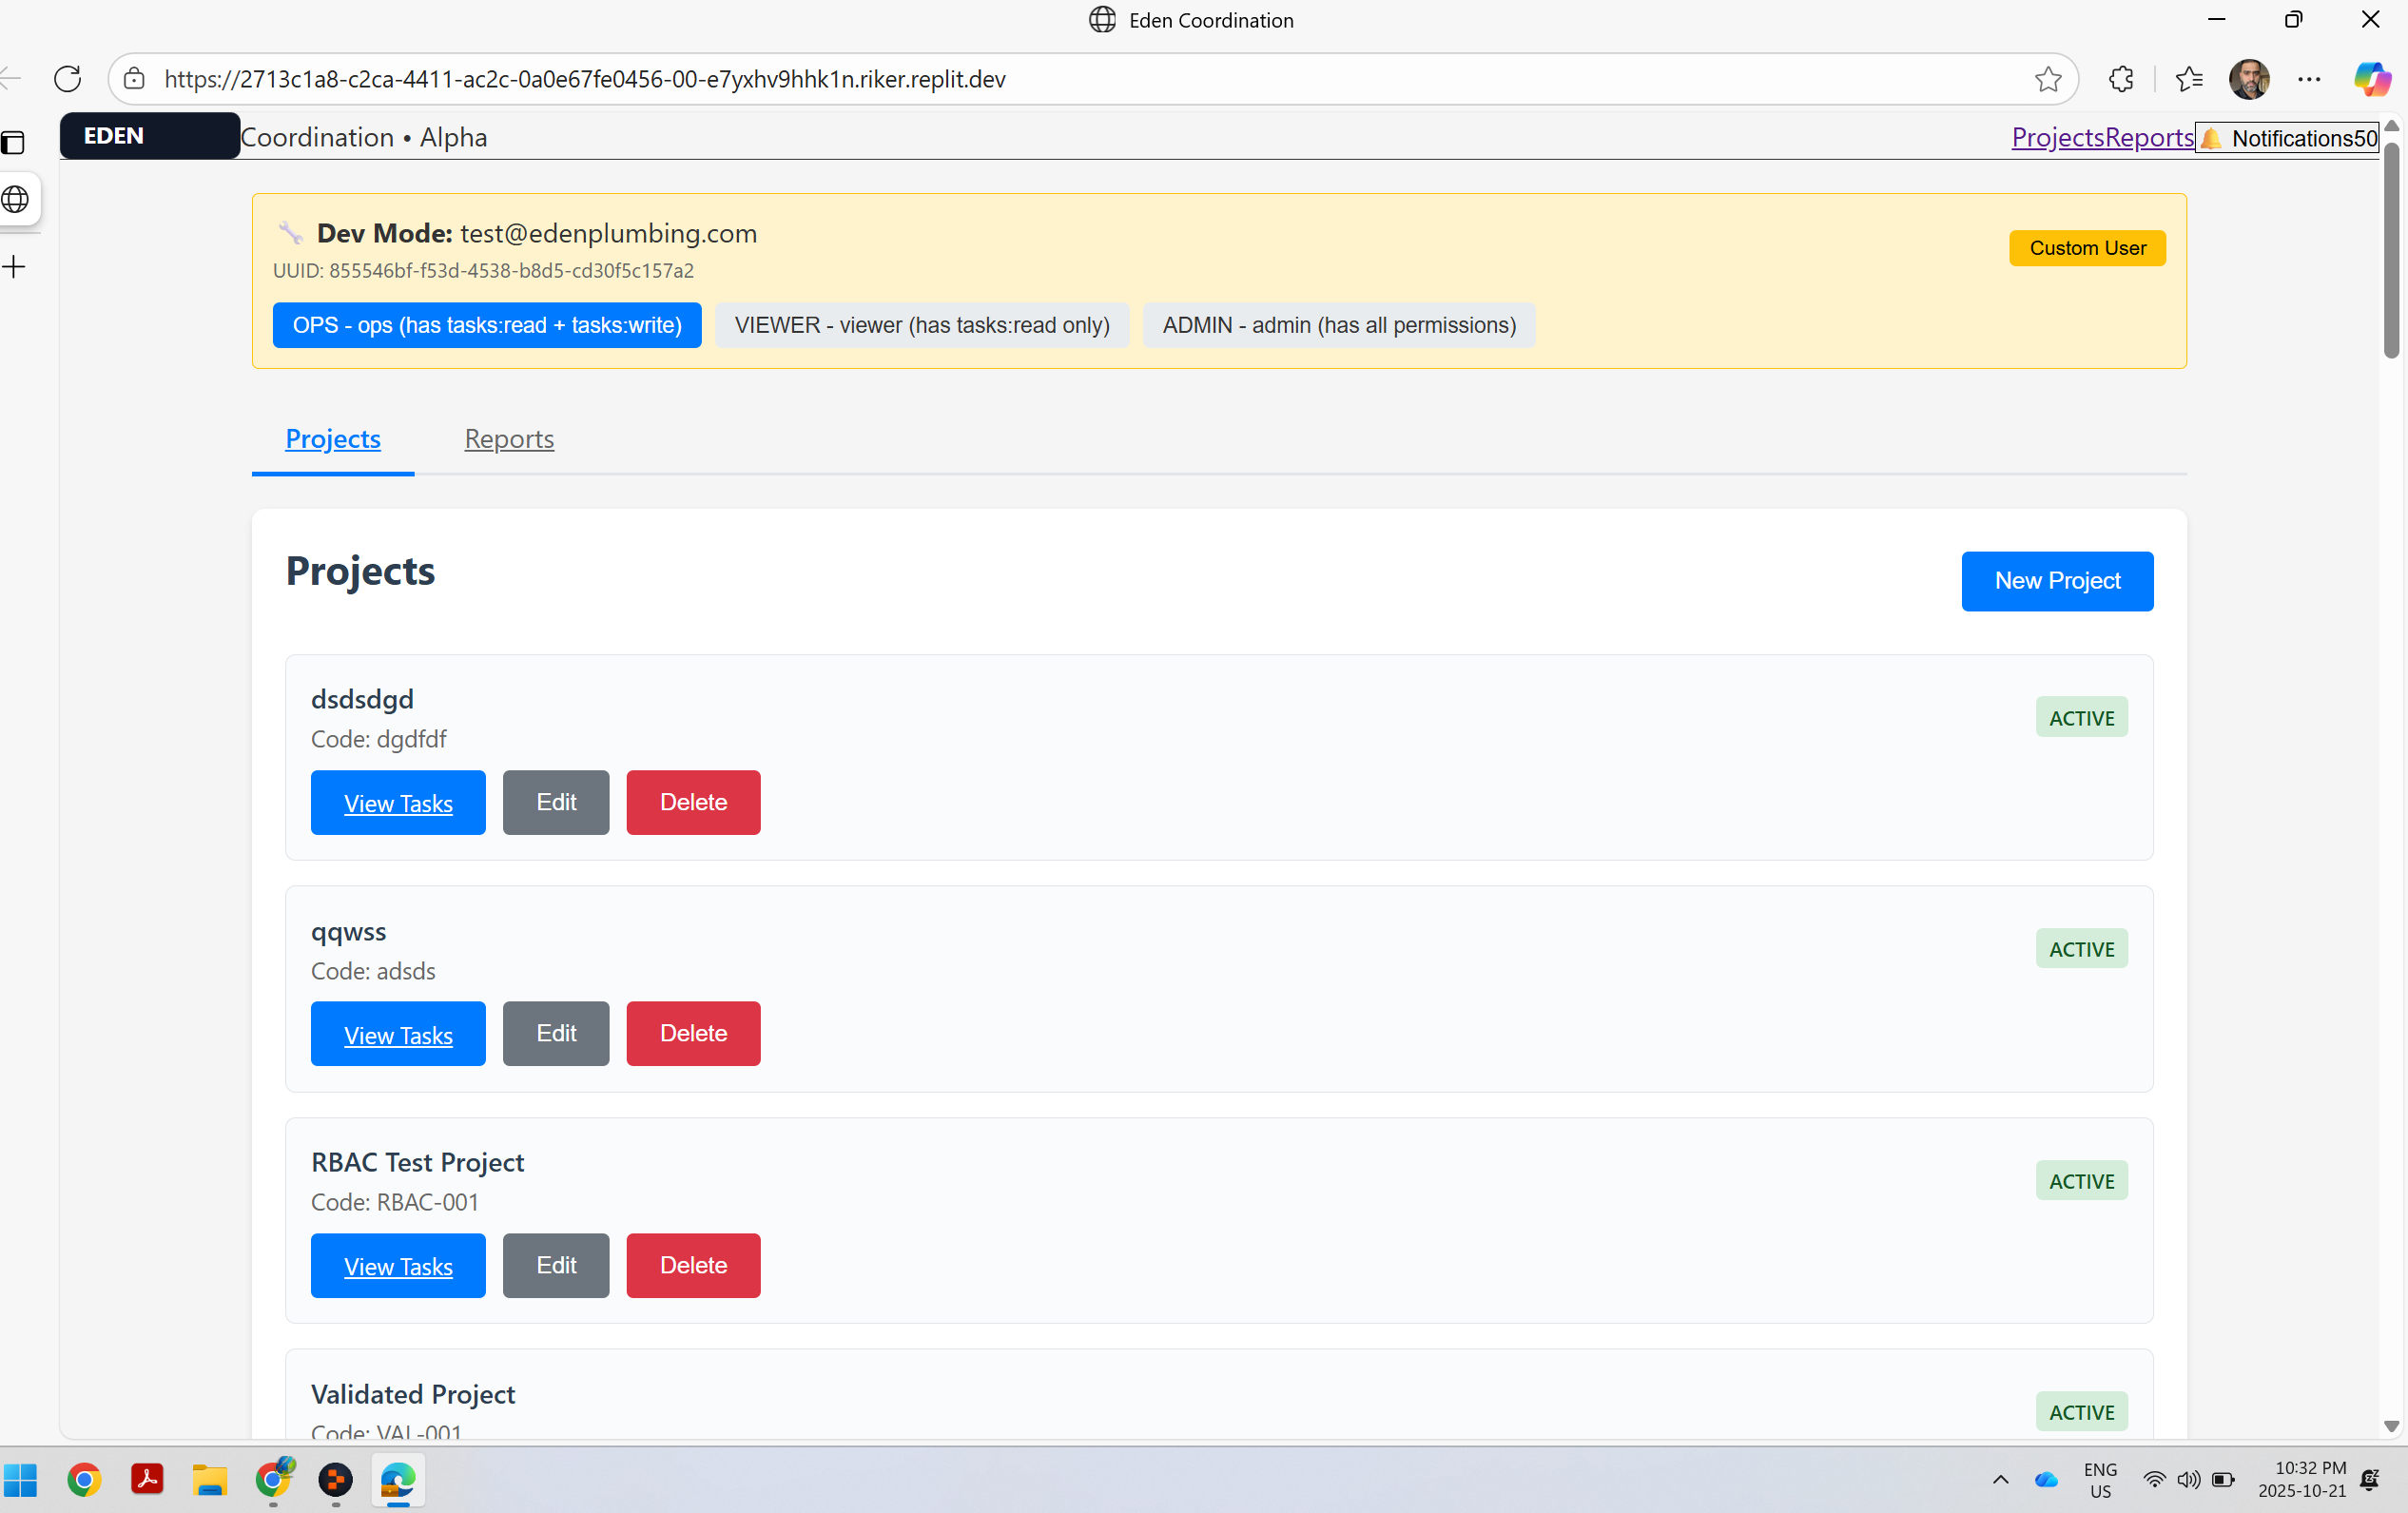 Eden Coordination
https://2713c1a8-c2ca-4411-ac2c-0a0e67fe0456-00-e7yxhv9hhk1n.riker.replit.dev
EDEN Coordination • Alpha ProjectsReports Notifications50
Dev Mode: test@edenplumbing.com
Custom User
UUID: 855546bf-f53d-4538-b8d5-cd30f5c157a2
OPS - ops (has tasks:read + tasks:write) VIEWER - viewer (has tasks:read only) ADMIN - admin (has all permissions)
Projects Reports
Projects
New Project
dsdsdgd
ACTIVE
Code: dgdfdf
View Tasks Edit Delete
qqwss
ACTIVE
Code: adsds
View Tasks Edit Delete
RBAC Test Project
ACTIVE
Code: RBAC-001
View Tasks Edit Delete
Validated Project
ACTIVE
Code: VAL-001
ENG
US
10:32 PM
2025-10-21